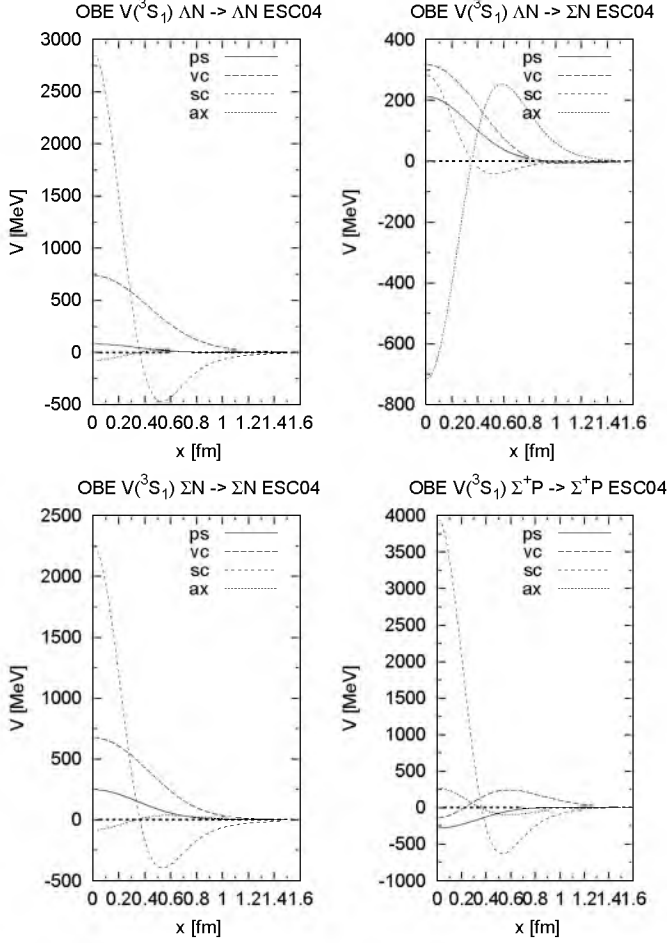 OBE V(³S₁) ΛN -> ΛN ESC04
3000
2500
2000
1500
1000
500
0
-500
V [MeV]
ps
vc
sc
ax
0 0.20.40.60.8 1 1.21.41.6
x [fm]
OBE V(³S₁) ΛN -> ΣN ESC04
400
200
0
-200
-400
-600
-800
V [MeV]
ps
vc
sc
ax
0 0.20.40.60.8 1 1.21.41.6
x [fm]
OBE V(³S₁) ΣN -> ΣN ESC04
2500
2000
1500
1000
500
0
-500
V [MeV]
ps
vc
sc
ax
0 0.20.40.60.8 1 1.21.41.6
x [fm]
OBE V(³S₁) Σ⁺P -> Σ⁺P ESC04
4000
3500
3000
2500
2000
1500
1000
500
0
-500
-1000
V [MeV]
ps
vc
sc
ax
0 0.20.40.60.8 1 1.21.41.6
x [fm]